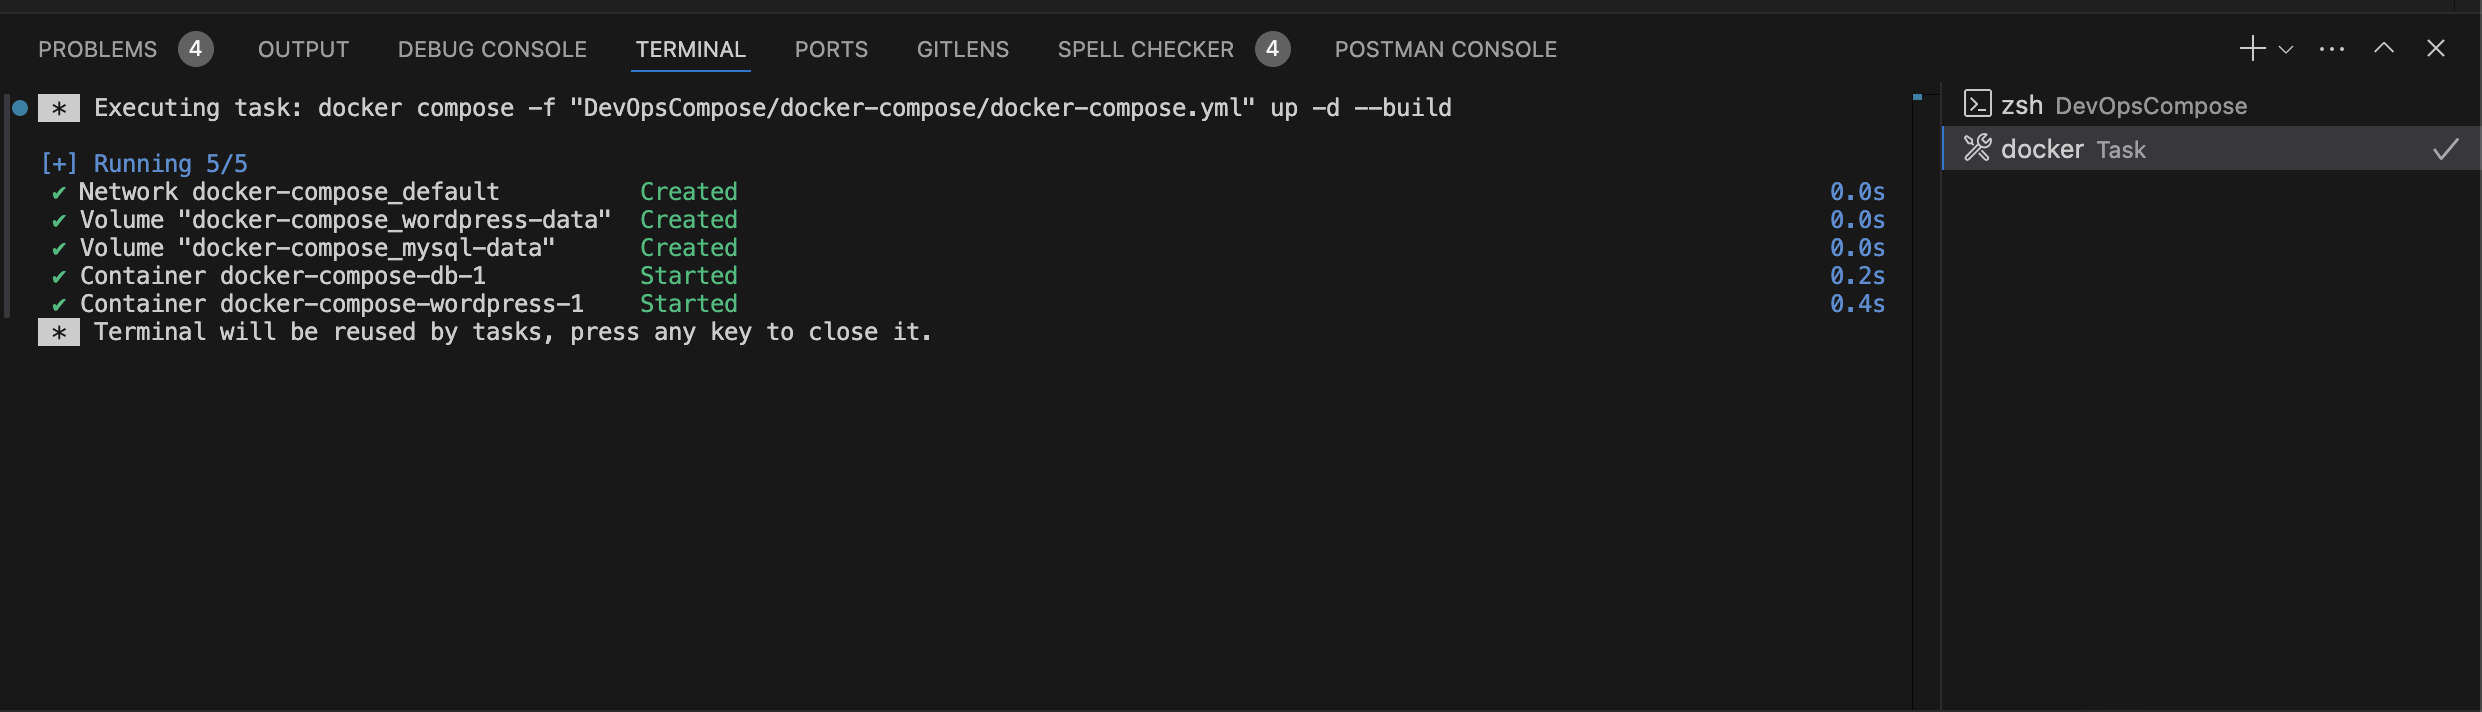 PROBLEMS 4 OUTPUT DEBUG CONSOLE TERMINAL PORTS GITLENS SPELL CHECKER 4 POSTMAN CONSOLE
* Executing task: docker compose -f "DevOpsCompose/docker-compose/docker-compose.yml" up -d --build
[+] Running 5/5
✔ Network docker-compose_default Created 0.0s
✔ Volume "docker-compose_wordpress-data" Created 0.0s
✔ Volume "docker-compose_mysql-data" Created 0.0s
✔ Container docker-compose-db-1 Started 0.2s
✔ Container docker-compose-wordpress-1 Started 0.4s
* Terminal will be reused by tasks, press any key to close it.
zsh DevOpsCompose
docker Task